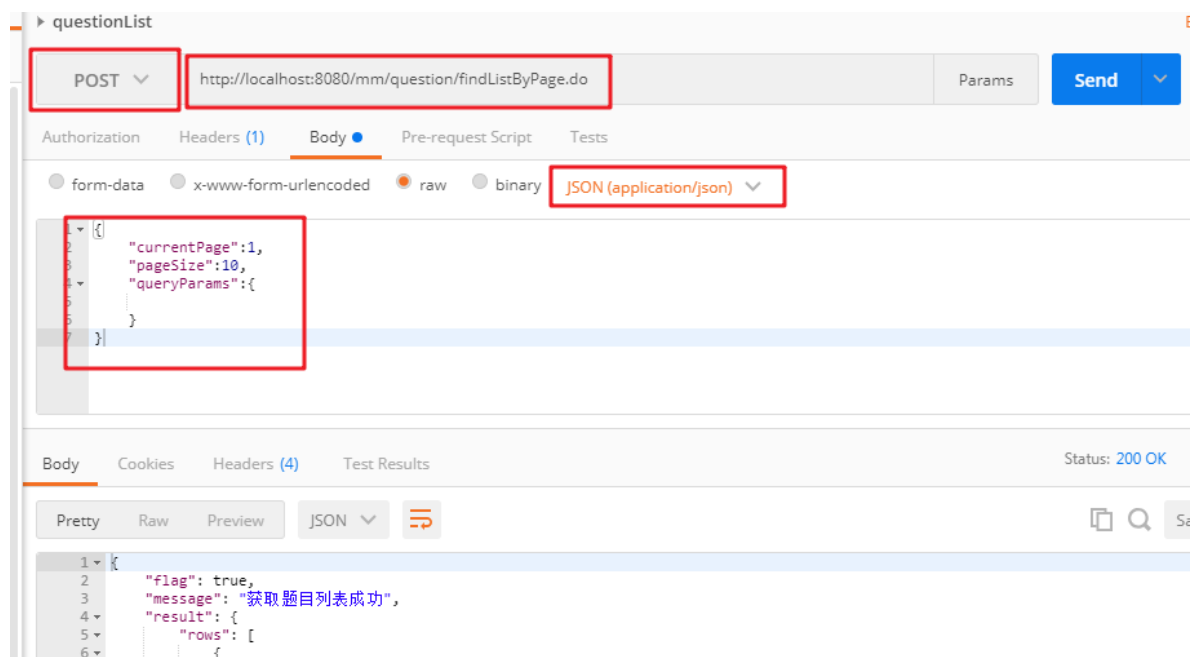 questionList
POST http://localhost:8080/mm/question/findListByPage.do Params Send
Authorization Headers (1) Body Pre-request Script Tests
form-data x-www-form-urlencoded raw binary JSON (application/json)
1 {
2 "currentPage":1,
3 "pageSize":10,
4 "queryParams":{
5
6 }
7 }
Body Cookies Headers (4) Test Results Status: 200 OK
Pretty Raw Preview JSON Sa
1 {
2 "flag": true,
3 "message": "获取题目列表成功",
4 "result": {
5 "rows": [
6 {